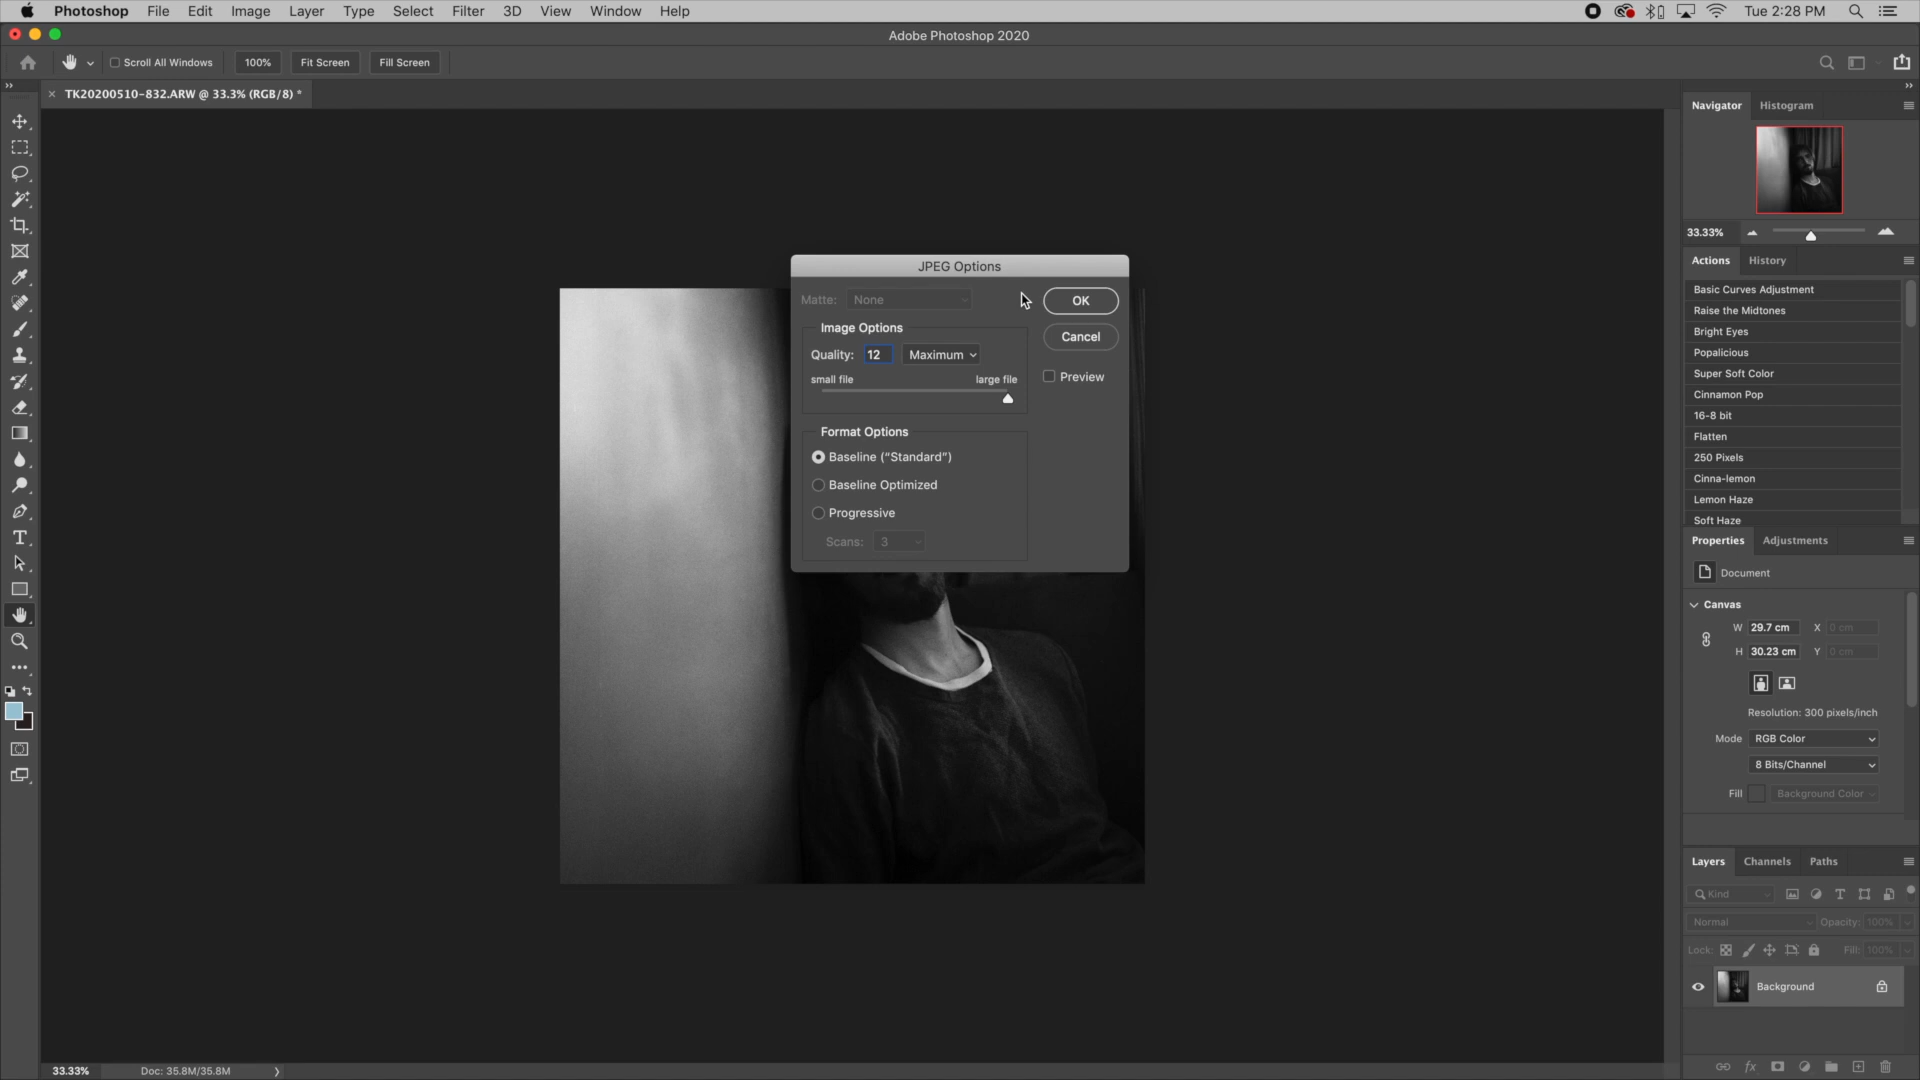 Photoshop File Edit Image Layer Type Select Filter 3D View Window Help Tue 2:28 PM
Adobe Photoshop 2020
Scroll All Windows 100% Fit Screen Fill Screen
TK20200510-832.ARW @ 33.3% (RGB/8) *
Navigator Histogram
33.33%
Actions History
Basic Curves Adjustment
Raise the Midtones
Bright Eyes
Popalicious
Super Soft Color
Cinnamon Pop
16-8 bit
Flatten
250 Pixels
Cinna-lemon
Lemon Haze
Soft Haze
JPEG Options
Matte: None OK
Image Options
Cancel
Quality: 12 Maximum
small file large file
Preview
Format Options
Baseline (“Standard”)
Baseline Optimized
Progressive
Scans: 3
Properties Adjustments
Document
Canvas
W 29.7 cm X 0 cm
H 30.23 cm Y 0 cm
Resolution: 300 pixels/inch
Mode RGB Color
8 Bits/Channel
Fill Background Color
Layers Channels Paths
Kind
Normal Opacity: 100%
Lock: Fill: 100%
Background
fx
33.33% Doc: 35.8M/35.8M